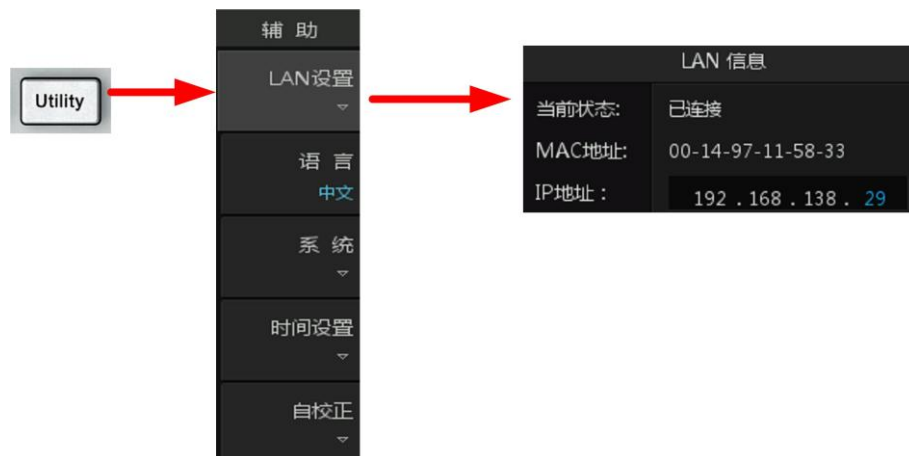 Utility
辅 助
LAN设置
语 言
中文
系 统
时间设置
自校正
LAN 信息
当前状态: 已连接
MAC地址: 00-14-97-11-58-33
IP地址： 192 . 168 . 138 . 29